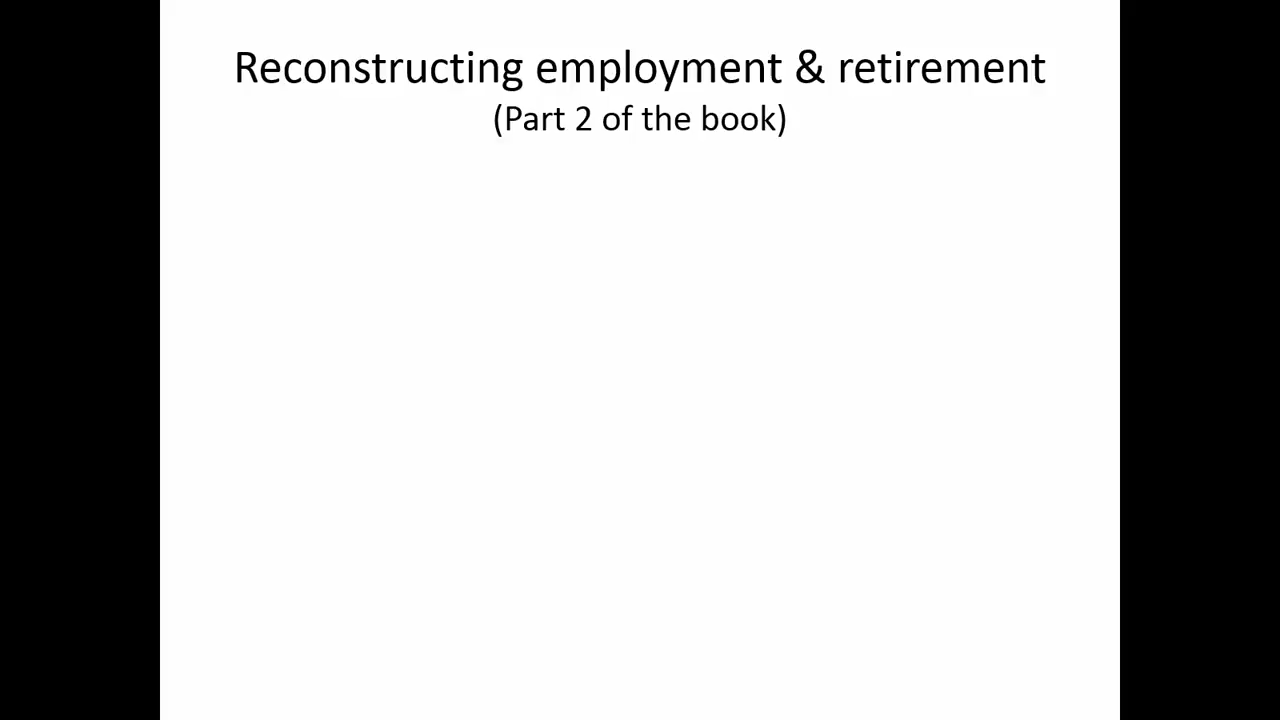 Reconstructing employment & retirement
(Part 2 of the book)